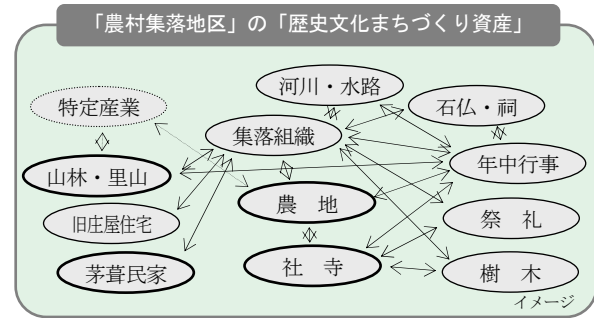 「農村集落地区」の「歴史文化まちづくり資産」
河川・水路
特定産業
石仏・祠
集落組織
山林・里山
年中行事
農　地
旧庄屋住宅
祭　礼
茅葺民家
社　寺
樹　木
イメージ